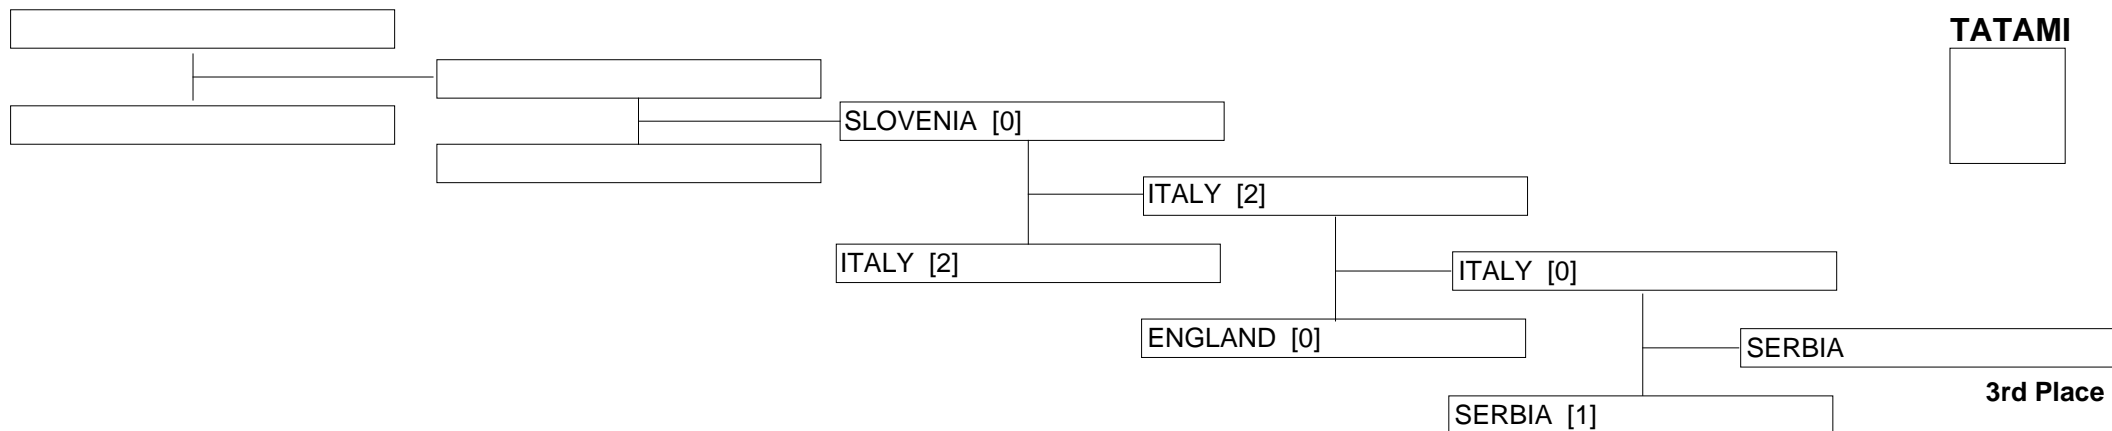 TATAMI
SLOVENIA [0]
ITALY [2]
ITALY [2]
ITALY [0]
ENGLAND [0]
SERBIA
3rd Place
SERBIA [1]